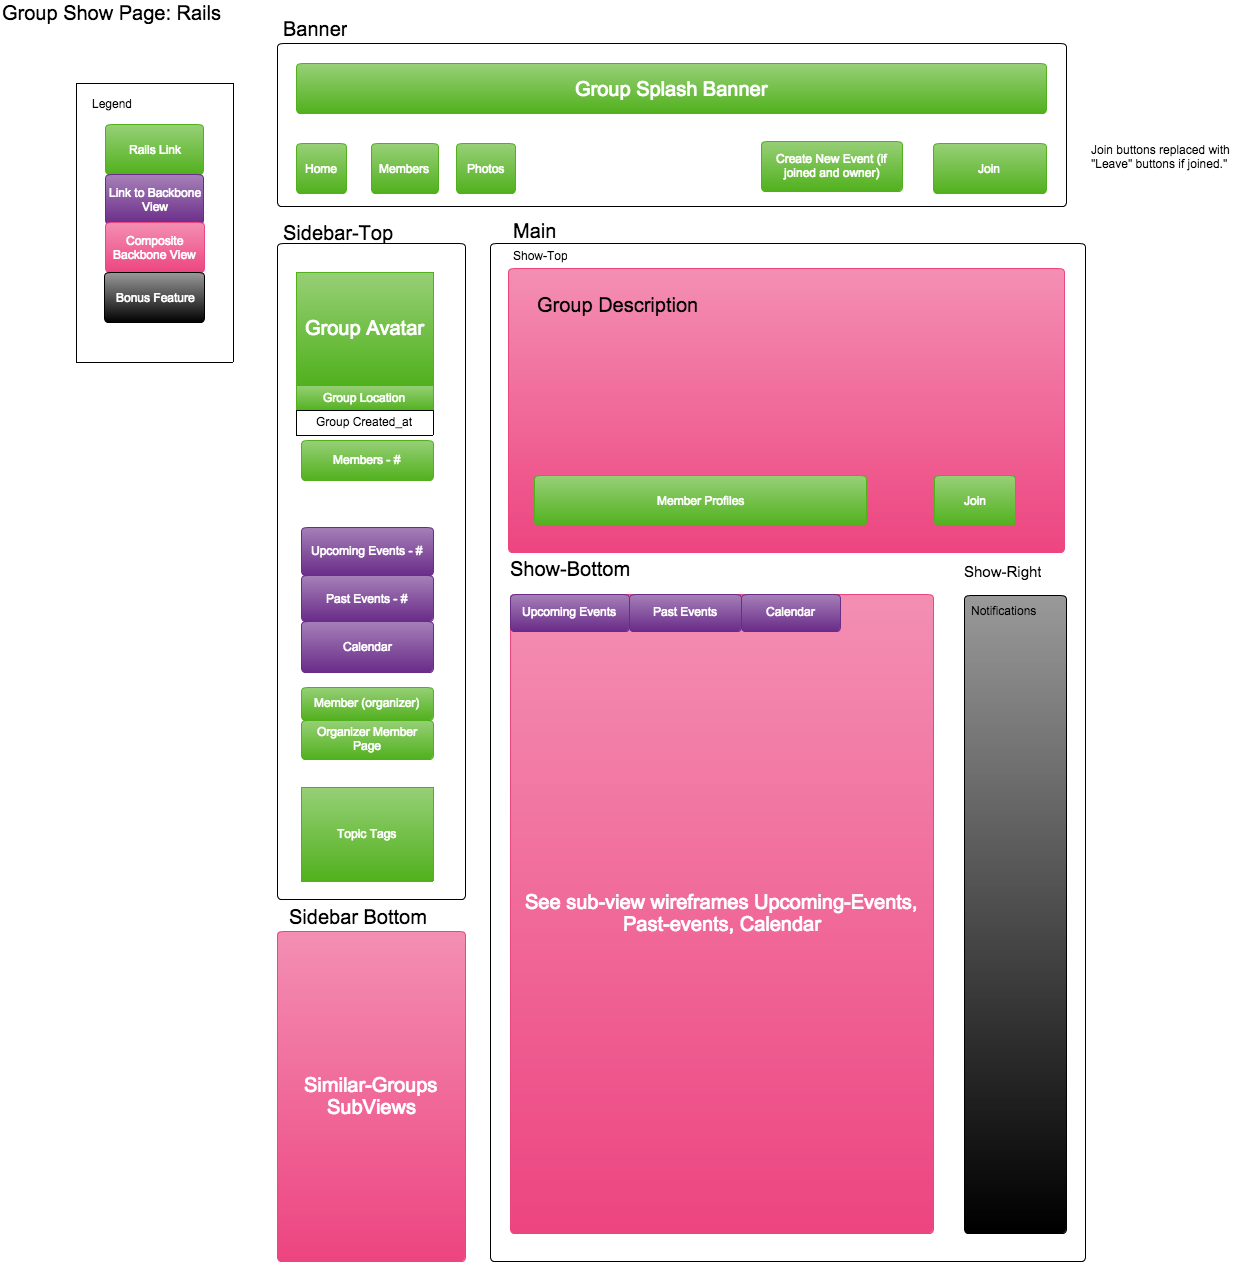 Group Show Page: Rails
Legend
Rails Link
Link to Backbone
View
Composite
Backbone View
Bonus Feature
Banner
Group Splash Banner
Home
Members
Photos
Create New Event (if
joined and owner)
Join
Join buttons replaced with
"Leave" buttons if joined."
Sidebar-Top
Group Avatar
Group Location
Group Created_at
Members - #
Upcoming Events - #
Past Events - #
Calendar
Member (organizer)
Organizer Member
Page
Topic Tags
Sidebar Bottom
Similar-Groups
SubViews
Main
Show-Top
Group Description
Member Profiles
Join
Show-Bottom
Upcoming Events
Past Events
Calendar
See sub-view wireframes Upcoming-Events,
Past-events, Calendar
Show-Right
Notifications